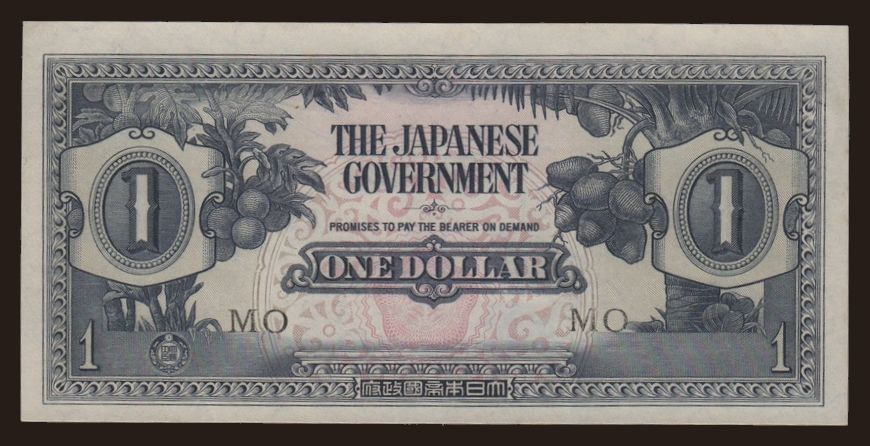 THE JAPANESE
GOVERNMENT
PROMISES TO PAY THE BEARER ON DEMAND
ONE DOLLAR
1
1
MO
MO
1
1
府政國帝本日大